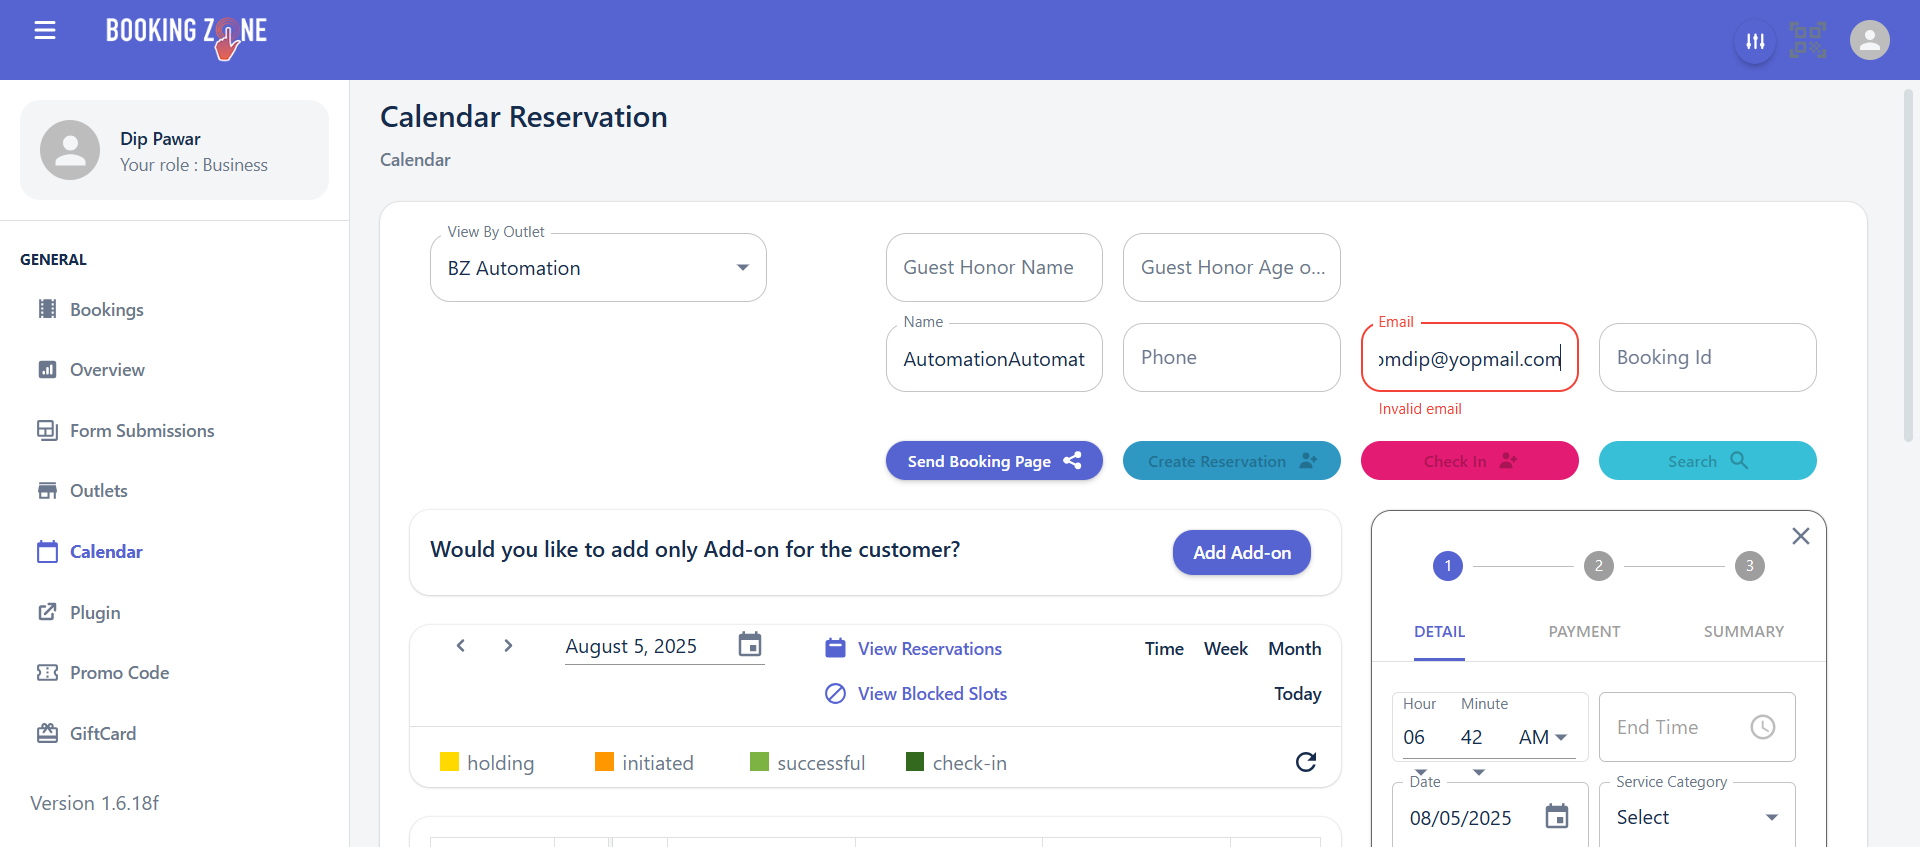 BOOKING ZONE
Dip Pawar
Your role : Business
GENERAL
Bookings
Overview
Form Submissions
Outlets
Calendar
Plugin
Promo Code
GiftCard
Version 1.6.18f
Calendar Reservation
Calendar
View By Outlet
BZ Automation
Guest Honor Name
Guest Honor Age o...
Name
AutomationAutomat
Phone
Email
omdip@yopmail.com
Invalid email
Booking Id
Send Booking Page
Create Reservation
Check In
Search
Would you like to add only Add-on for the customer?
Add Add-on
August 5, 2025
View Reservations
View Blocked Slots
Time Week Month
Today
holding
initiated
successful
check-in
1
2
3
DETAIL
PAYMENT
SUMMARY
Hour
Minute
06
42
AM
End Time
Date
08/05/2025
Service Category
Select